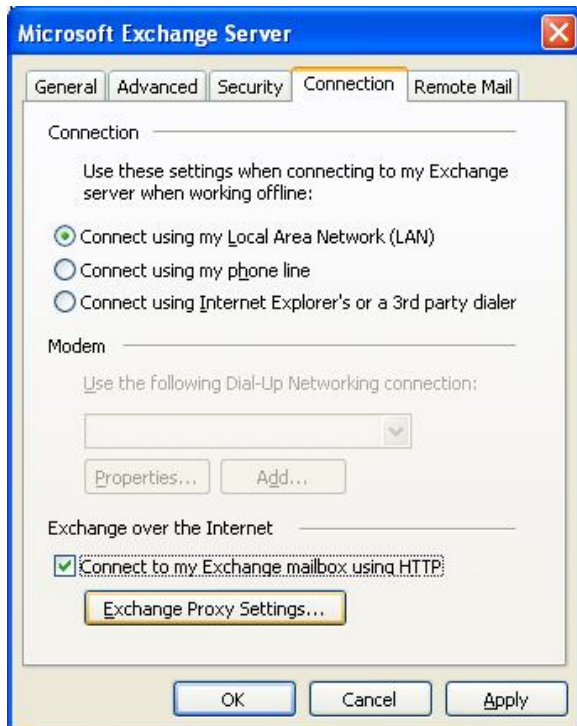 Microsoft Exchange Server
General Advanced Security Connection Remote Mail
Connection
Use these settings when connecting to my Exchange
server when working offline:
Connect using my Local Area Network (LAN)
Connect using my phone line
Connect using Internet Explorer's or a 3rd party dialer
Modem
Use the following Dial-Up Networking connection:
Properties... Add...
Exchange over the Internet
Connect to my Exchange mailbox using HTTP
Exchange Proxy Settings...
OK Cancel Apply